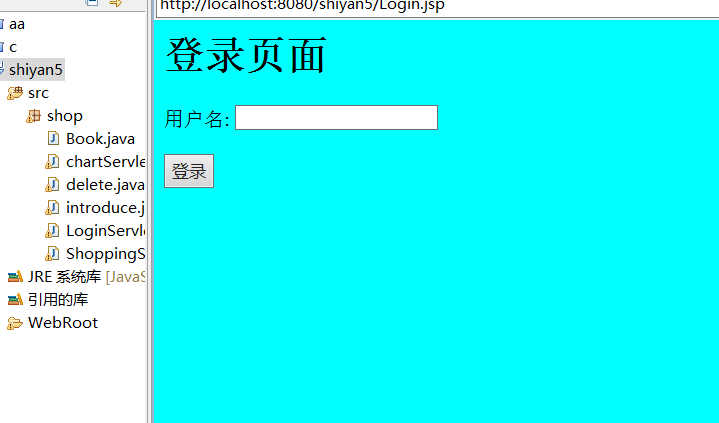 aa
c
shiyan5
src
shop
Book.java
chartServle
delete.java
introduce.j
LoginServle
ShoppingS
JRE 系统库 [JavaS
引用的库
WebRoot
http://localhost:8080/shiyan5/Login.jsp
登录页面
用户名:
登录